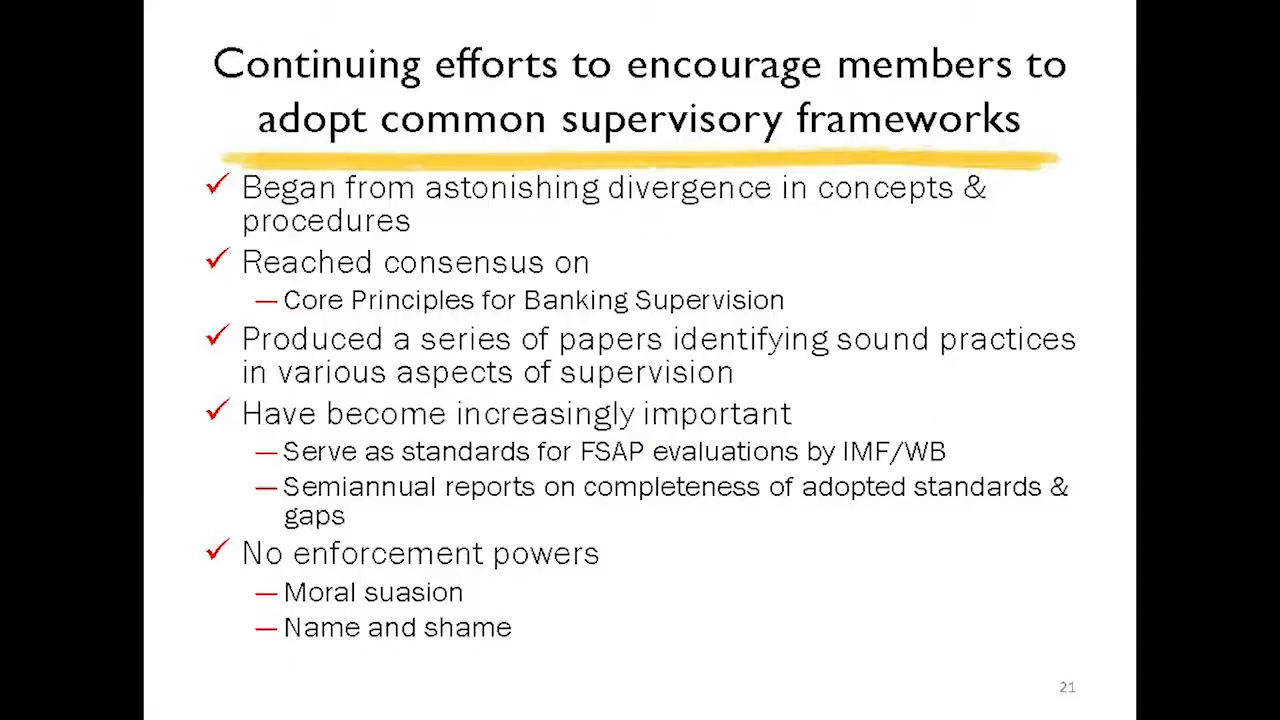 Continuing efforts to encourage members to
adopt common supervisory frameworks
✓ Began from astonishing divergence in concepts &
procedures
✓ Reached consensus on
— Core Principles for Banking Supervision
✓ Produced a series of papers identifying sound practices
in various aspects of supervision
✓ Have become increasingly important
— Serve as standards for FSAP evaluations by IMF/WB
— Semiannual reports on completeness of adopted standards &
gaps
✓ No enforcement powers
— Moral suasion
— Name and shame
21